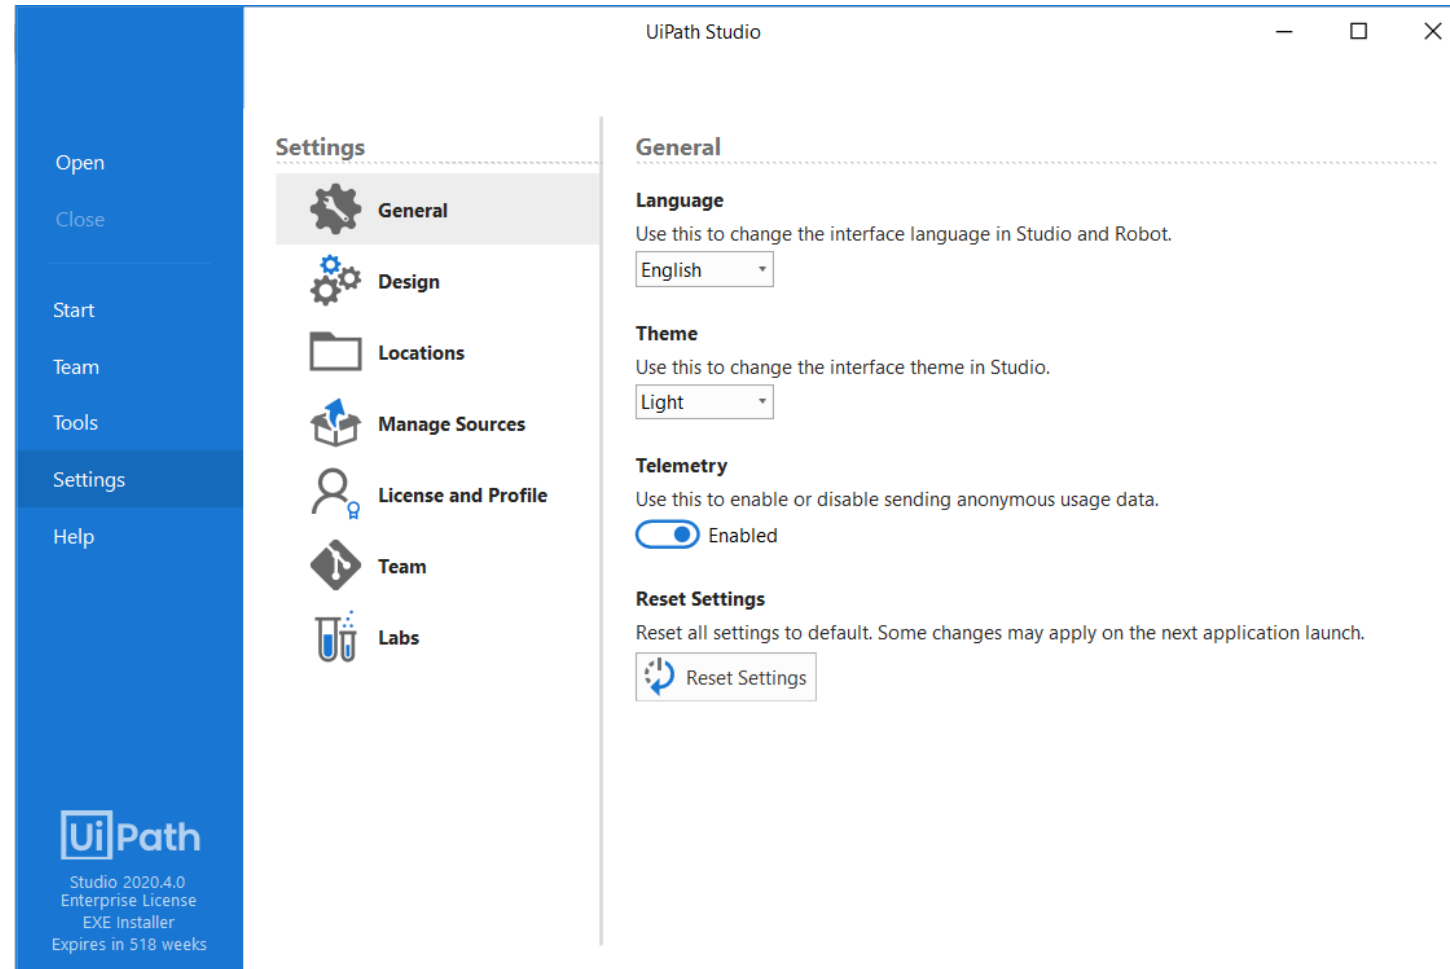 UiPath Studio
Open
Close
Start
Team
Tools
Settings
Help
UiPath
Studio 2020.4.0
Enterprise License
EXE Installer
Expires in 518 weeks
Settings
General
Design
Locations
Manage Sources
License and Profile
Team
Labs
General
Language
Use this to change the interface language in Studio and Robot.
English
Theme
Use this to change the interface theme in Studio.
Light
Telemetry
Use this to enable or disable sending anonymous usage data.
Enabled
Reset Settings
Reset all settings to default. Some changes may apply on the next application launch.
Reset Settings